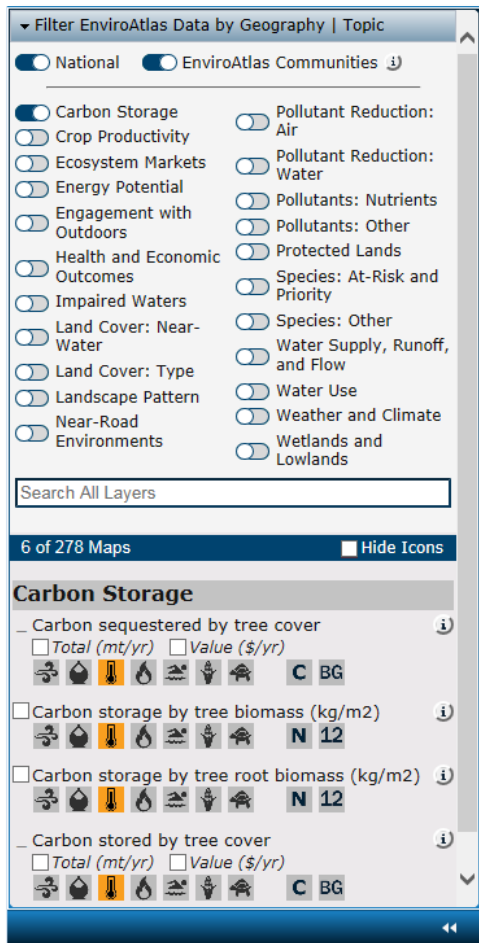 Filter EnviroAtlas Data by Geography | Topic
National EnviroAtlas Communities i
Carbon Storage
Crop Productivity
Ecosystem Markets
Energy Potential
Engagement with
Outdoors
Health and Economic
Outcomes
Impaired Waters
Land Cover: Near-
Water
Land Cover: Type
Landscape Pattern
Near-Road
Environments
Pollutant Reduction:
Air
Pollutant Reduction:
Water
Pollutants: Nutrients
Pollutants: Other
Protected Lands
Species: At-Risk and
Priority
Species: Other
Water Supply, Runoff,
and Flow
Water Use
Weather and Climate
Wetlands and
Lowlands
Search All Layers
6 of 278 Maps Hide Icons
Carbon Storage
_ Carbon sequestered by tree cover i
Total (mt/yr) Value ($/yr)
C BG
Carbon storage by tree biomass (kg/m2) i
N 12
Carbon storage by tree root biomass (kg/m2) i
N 12
_ Carbon stored by tree cover i
Total (mt/yr) Value ($/yr)
C BG